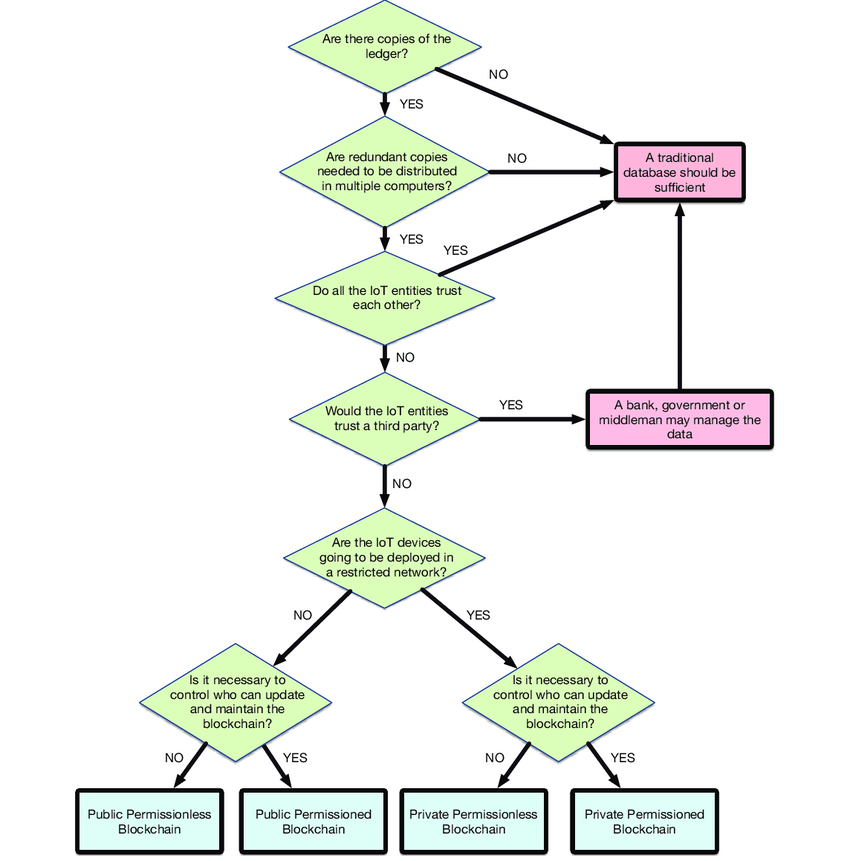 Are there copies of the
ledger?
NO
YES
Are redundant copies
needed to be distributed
in multiple computers?
NO
A traditional
database should be
sufficient
YES
YES
Do all the IoT entities trust
each other?
NO
Would the IoT entities
trust a third party?
YES
A bank, government or
middleman may manage the
data
NO
Are the IoT devices
going to be deployed in
a restricted network?
NO
YES
Is it necessary to
control who can update
and maintain the
blockchain?
Is it necessary to
control who can update
and maintain the
blockchain?
NO
YES
NO
YES
Public Permissionless
Blockchain
Public Permissioned
Blockchain
Private Permissionless
Blockchain
Private Permissioned
Blockchain